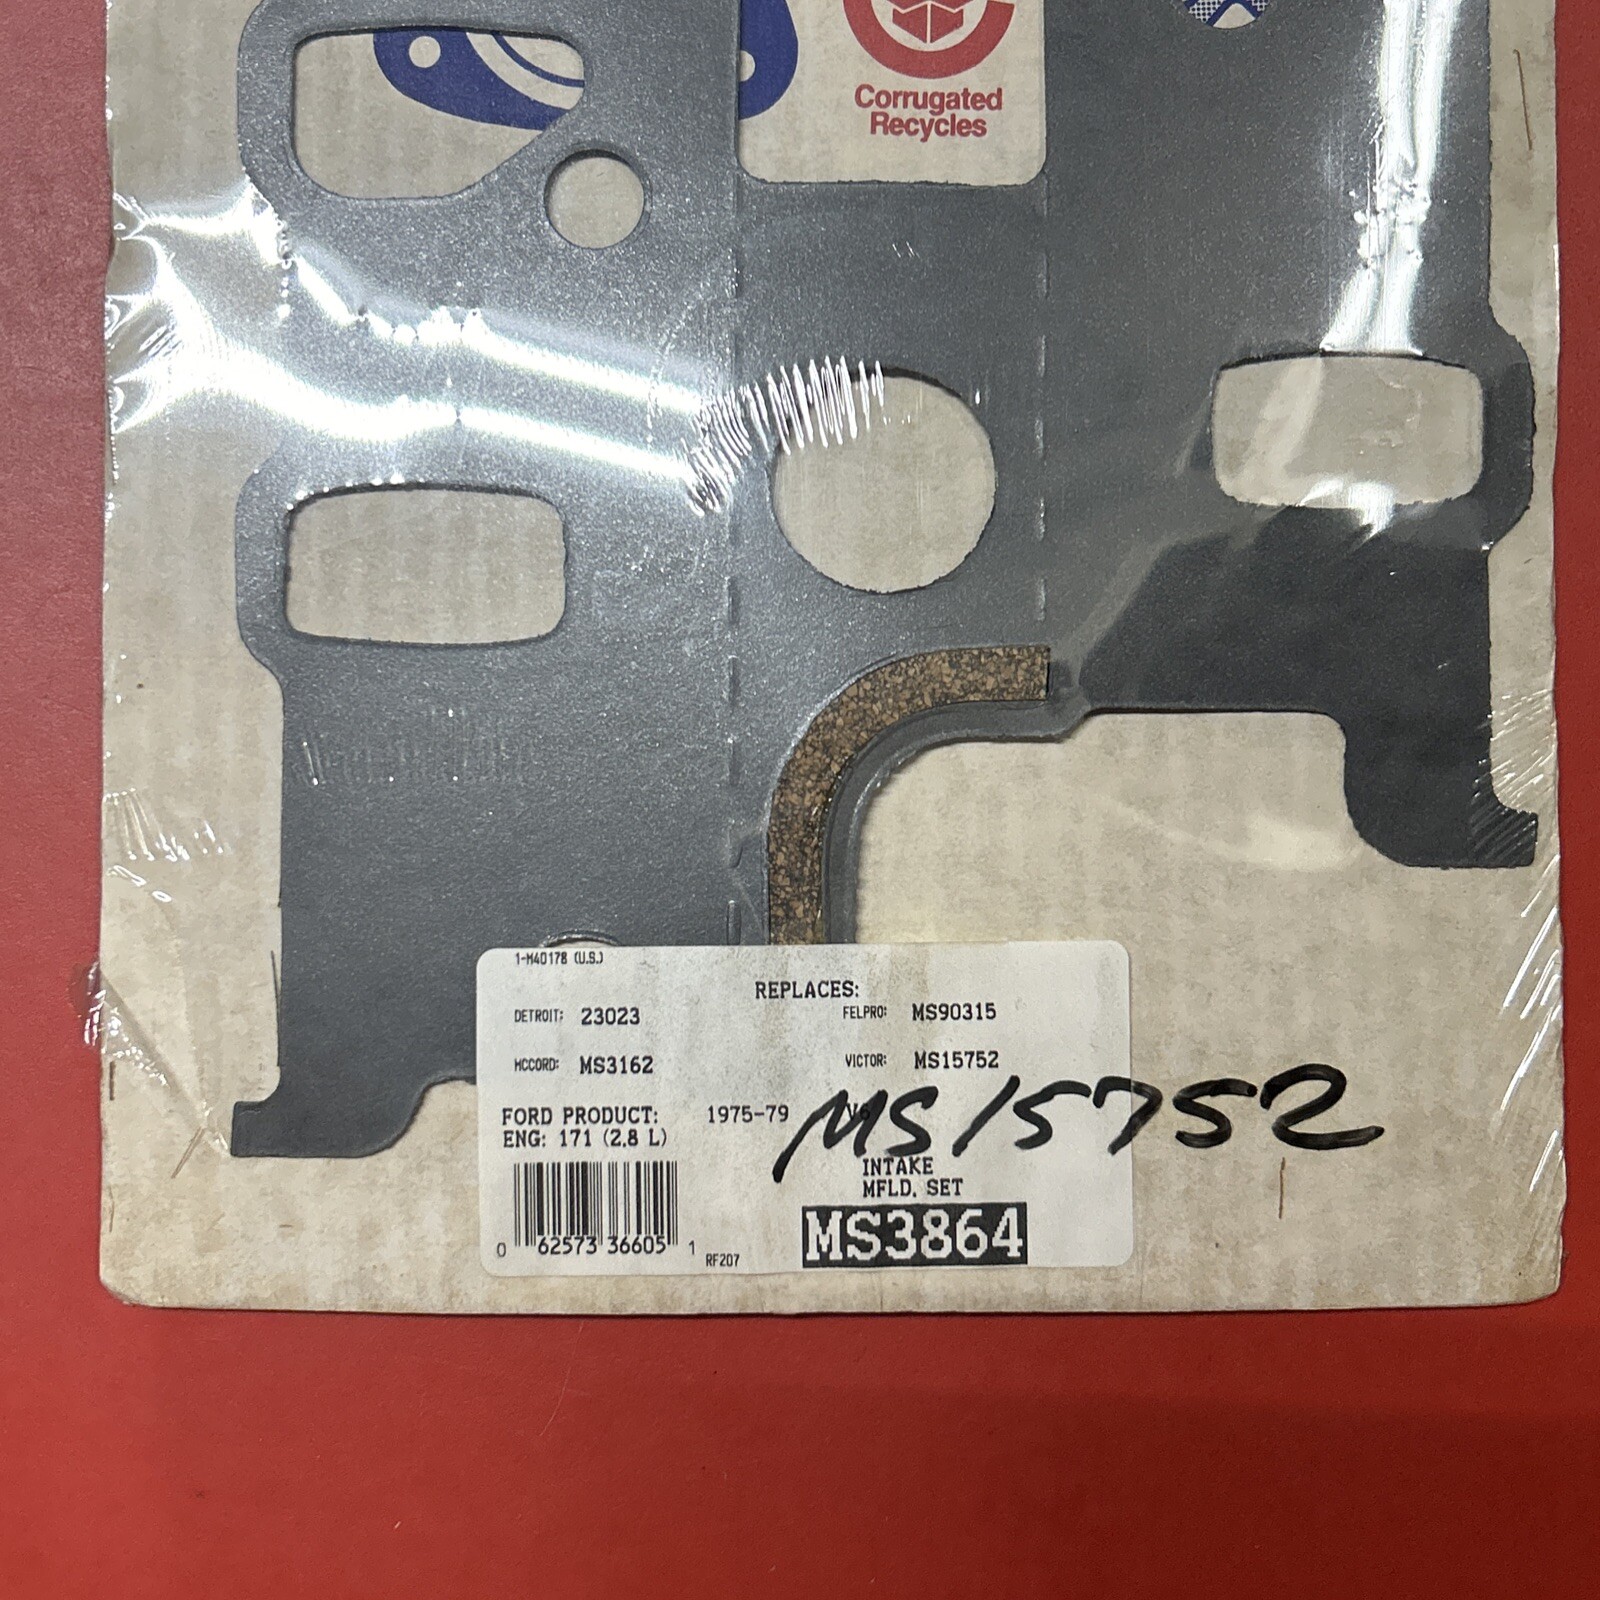 Corrugated
Recycles
1-M40178 (U.S.)
REPLACES:
DETROIT: 23023 FELPRO: MS90315
MCCORD: MS3162 VICTOR: MS15752
FORD PRODUCT: 1975-79 V6
ENG: 171 (2.8 L)
MS15752
INTAKE
MFLD. SET
MS3864
0 62573 36605 1
RF207